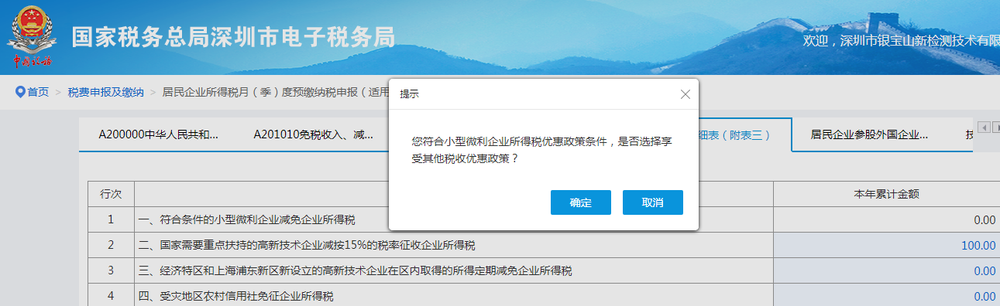 国家税务总局深圳市电子税务局
欢迎，深圳市银宝山新检测技术有限
首页 > 税费申报及缴纳 > 居民企业所得税月（季）度预缴纳税申报（适用
提示
A200000中华人民共和... A201010免税收入、减... 细表（附表三） 居民企业参股外国企业...
您符合小型微利企业所得税优惠政策条件，是否选择享
受其他税收优惠政策？
确定 取消
行次 本年累计金额
1 一、符合条件的小型微利企业减免企业所得税 0.00
2 二、国家需要重点扶持的高新技术企业减按15%的税率征收企业所得税 100.00
3 三、经济特区和上海浦东新区新设立的高新技术企业在区内取得的所得定期减免企业所得税 0.00
4 四、受灾地区农村信用社免征企业所得税 0.00